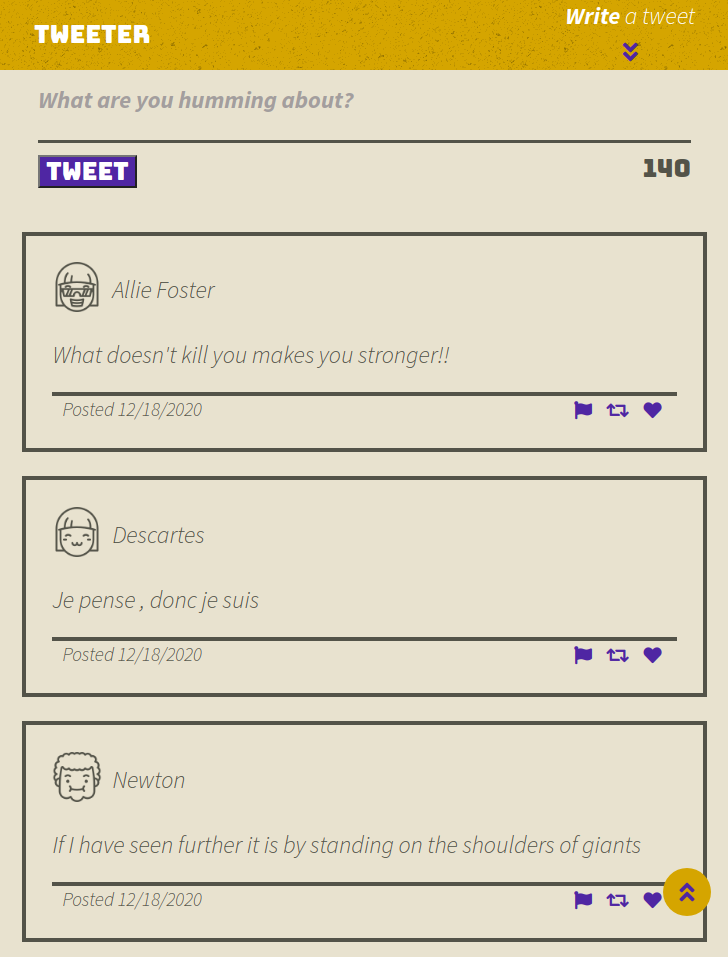 TWEETER
Write a tweet
What are you humming about?
TWEET
140
Allie Foster
What doesn't kill you makes you stronger!!
Posted 12/18/2020
Descartes
Je pense , donc je suis
Posted 12/18/2020
Newton
If I have seen further it is by standing on the shoulders of giants
Posted 12/18/2020